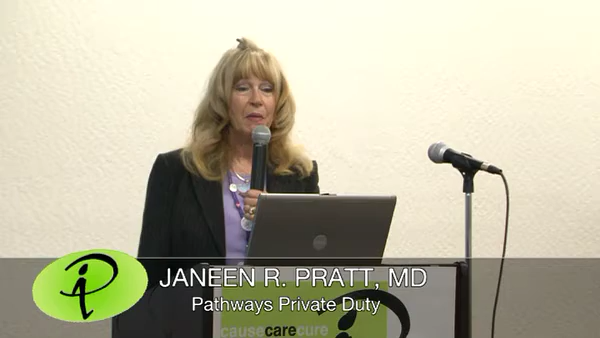 JANEEN R. PRATT, MD
Pathways Private Duty
causecarecure